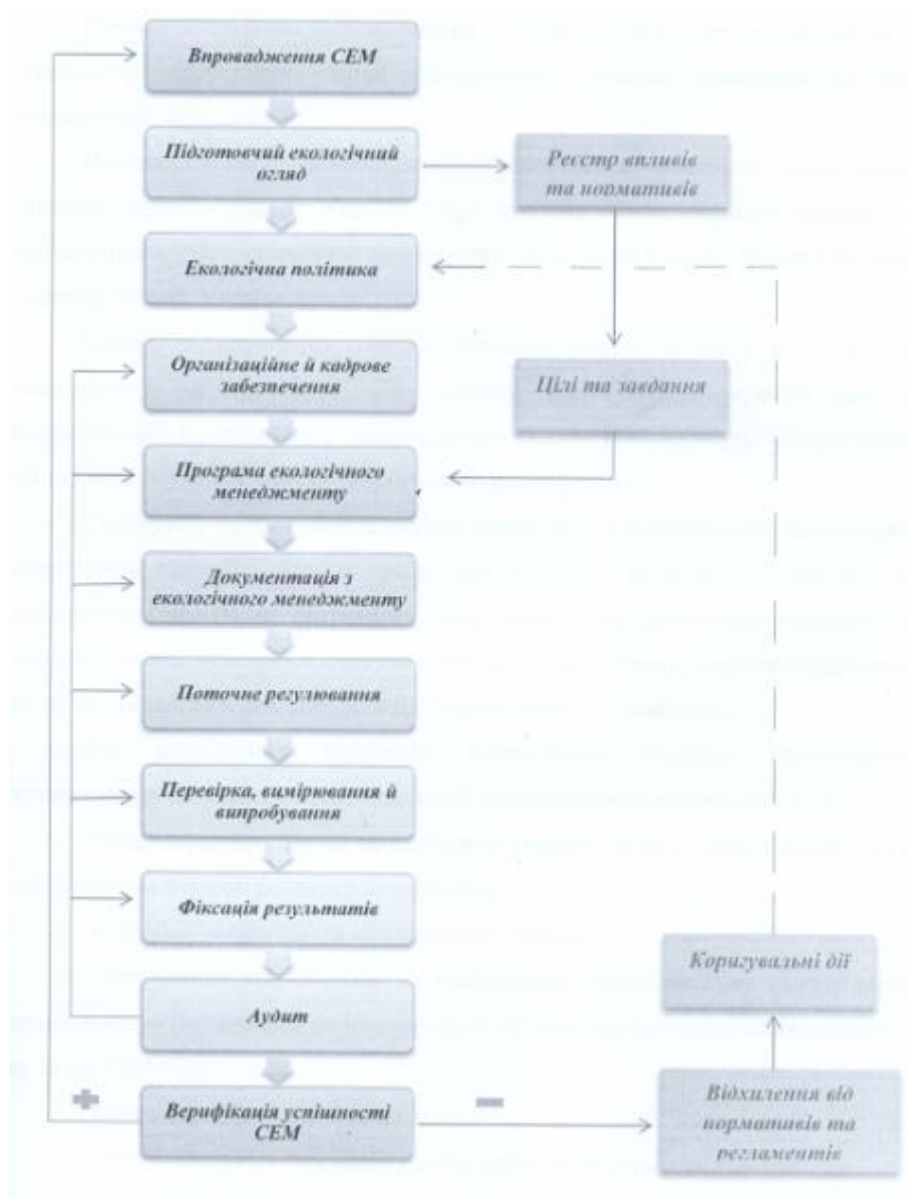 Впровадження СЕМ
Підготовчий екологічний
огляд
Реєстр впливів
та нормативів
Екологічна політика
Організаційне й кадрове
забезпечення
Цілі та завдання
Програма екологічного
менеджменту
Документація з
екологічного менеджменту
Поточне регулювання
Перевірка, вимірювання й
випробування
Фіксація результатів
Коригувальні дії
Аудит
+
−
Верифікація успішності
СЕМ
Відхилення від
нормативів та
регламентів